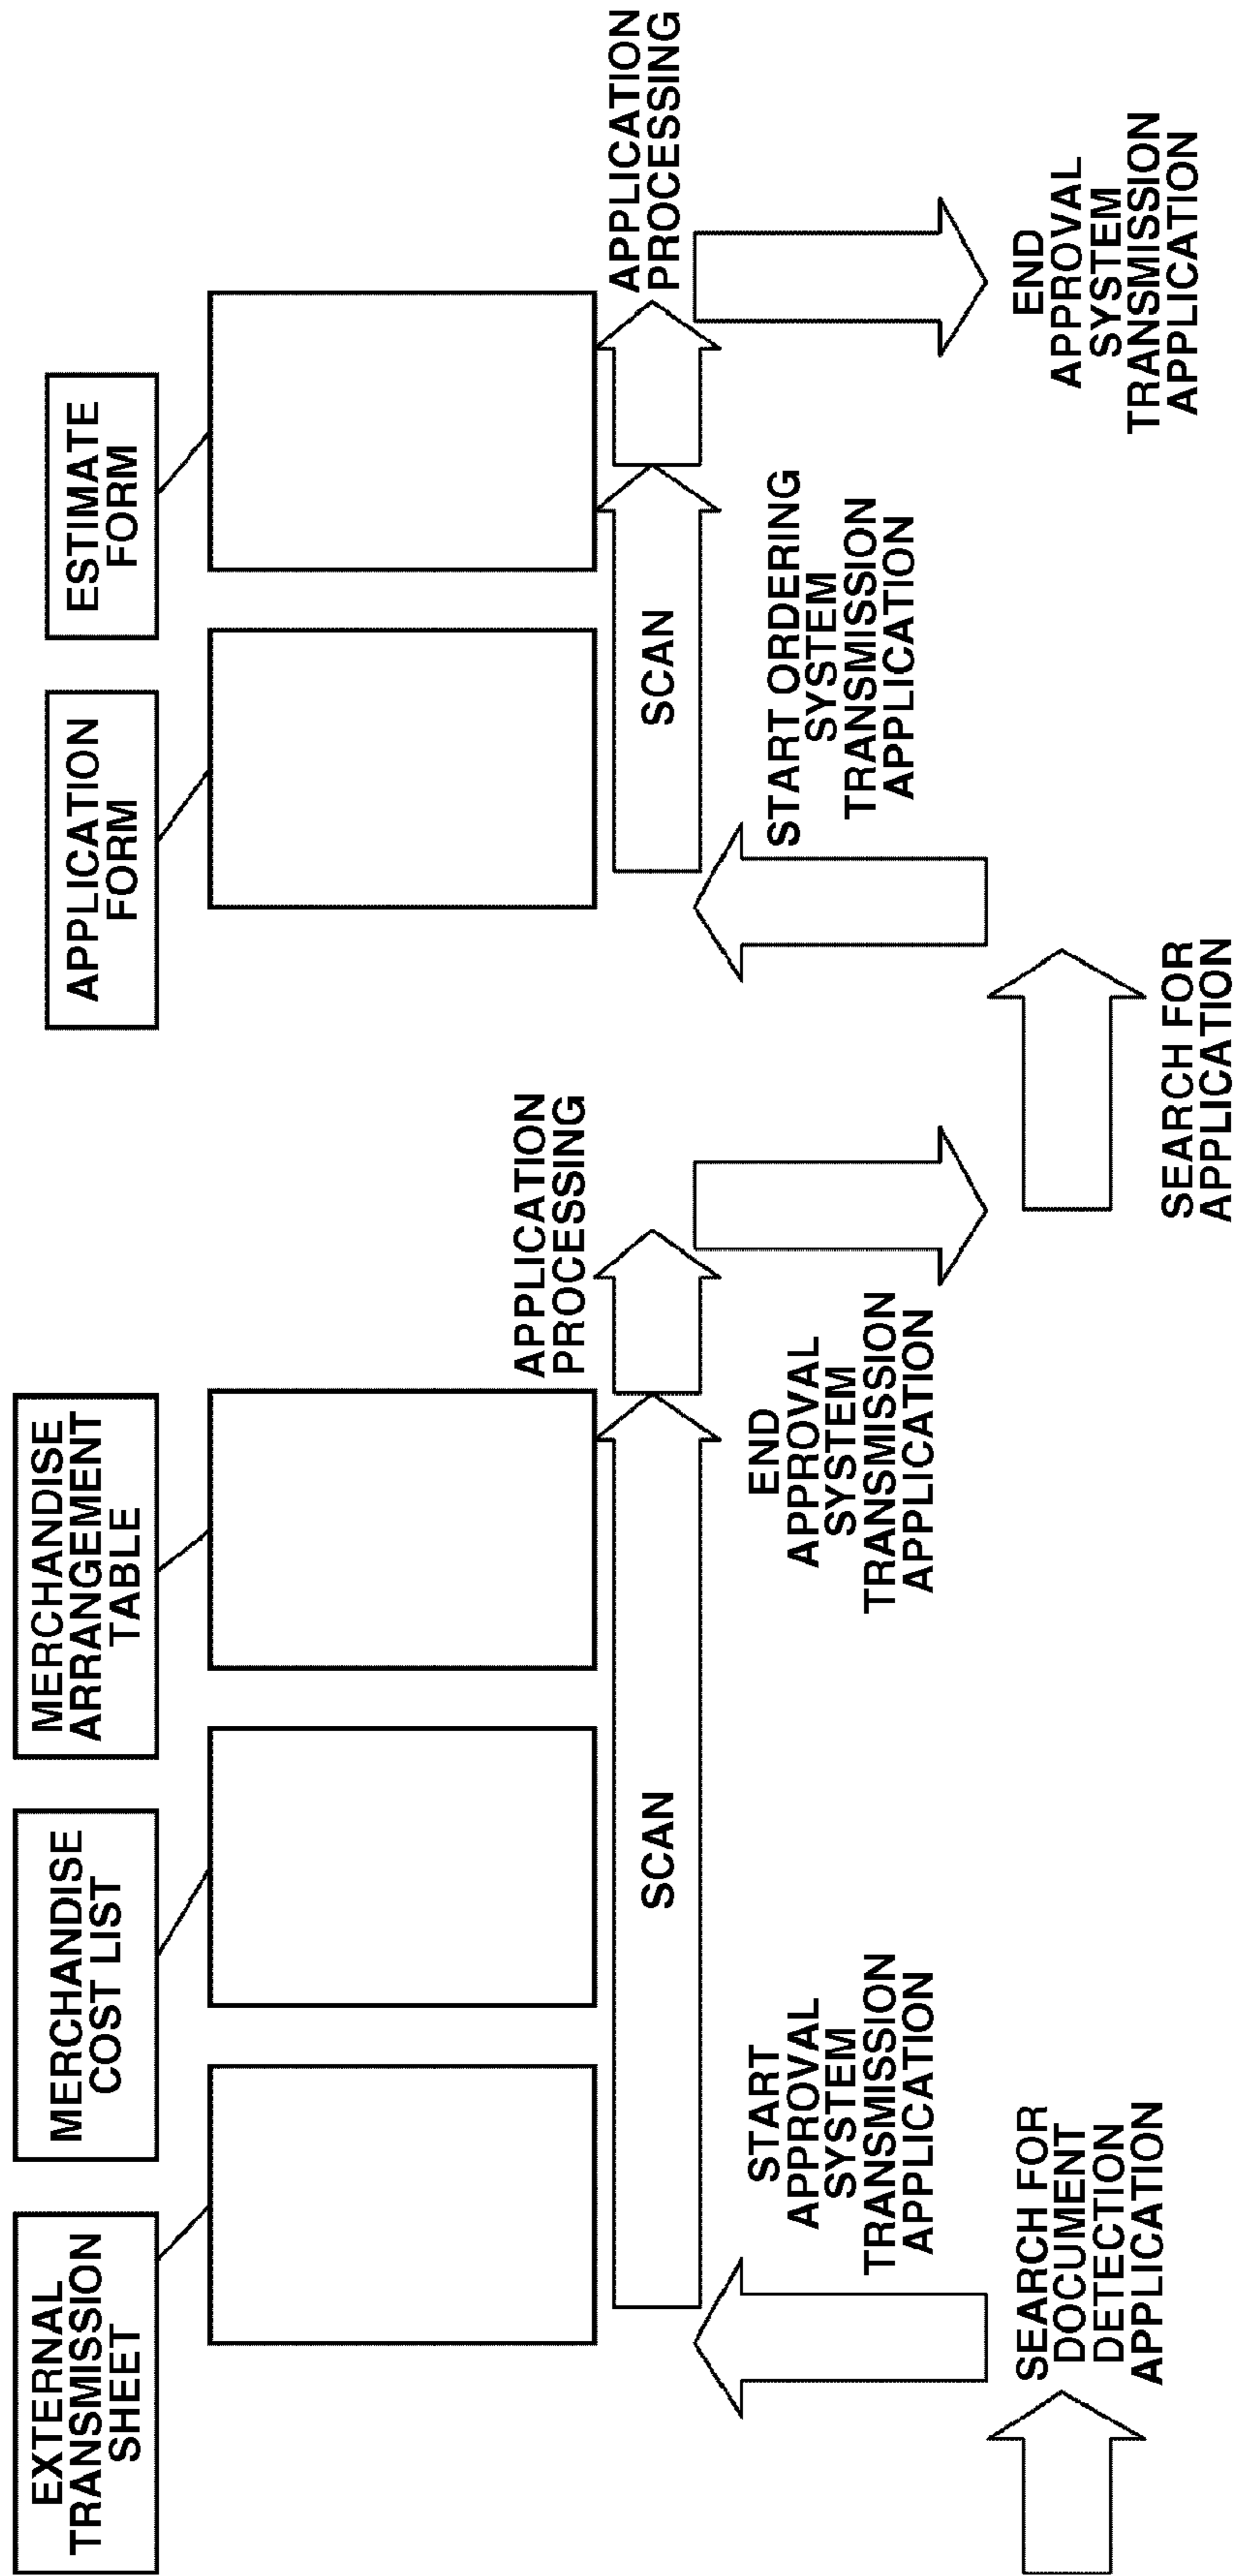 EXTERNAL
TRANSMISSION
SHEET
MERCHANDISE
COST LIST
MERCHANDISE
ARRANGEMENT
TABLE
APPLICATION
FORM
ESTIMATE
FORM
SCAN
APPLICATION
PROCESSING
SCAN
APPLICATION
PROCESSING
START
APPROVAL
SYSTEM
TRANSMISSION
APPLICATION
END
APPROVAL
SYSTEM
TRANSMISSION
APPLICATION
START ORDERING
SYSTEM
TRANSMISSION
APPLICATION
END
APPROVAL
SYSTEM
TRANSMISSION
APPLICATION
SEARCH FOR
DOCUMENT
DETECTION
APPLICATION
SEARCH FOR
APPLICATION